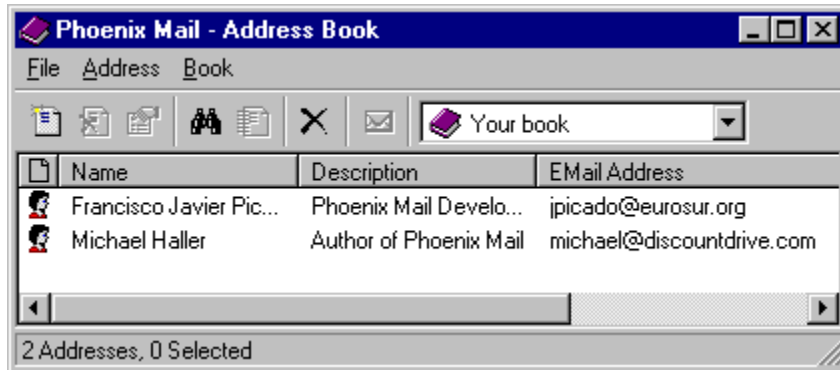 Phoenix Mail - Address Book
File Address Book
Your book
Name Description EMail Address
Francisco Javier Pic... Phoenix Mail Develo... jpicado@eurosur.org
Michael Haller Author of Phoenix Mail michael@discountdrive.com
2 Addresses, 0 Selected